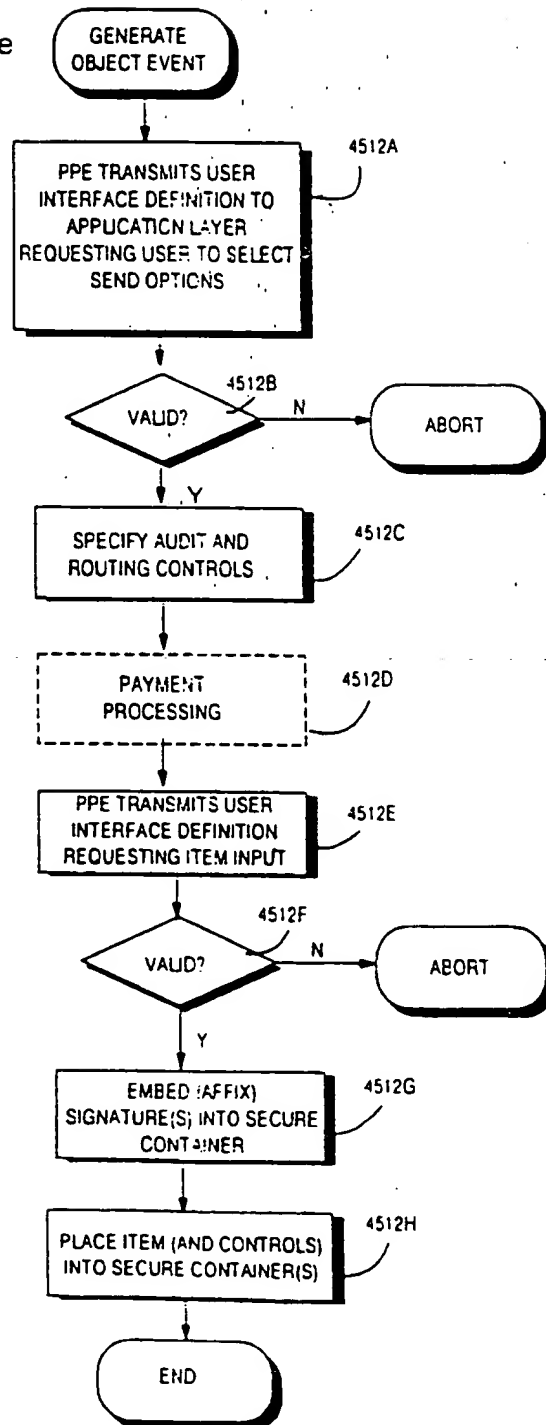 e
GENERATE
OBJECT EVENT
4512A
PPE TRANSMITS USER
INTERFACE DEFINITION TO
APPLICATION LAYER
REQUESTING USER TO SELECT
SEND OPTIONS
4512B
VALID?
N
ABORT
Y
SPECIFY AUDIT AND
ROUTING CONTROLS
4512C
PAYMENT
PROCESSING
4512D
PPE TRANSMITS USER
INTERFACE DEFINITION
REQUESTING ITEM INPUT
4512E
4512F
VALID?
N
ABORT
Y
EMBED (AFFIX)
SIGNATURE(S) INTO SECURE
CONTAINER
4512G
PLACE ITEM (AND CONTROLS)
INTO SECURE CONTAINER(S)
4512H
END